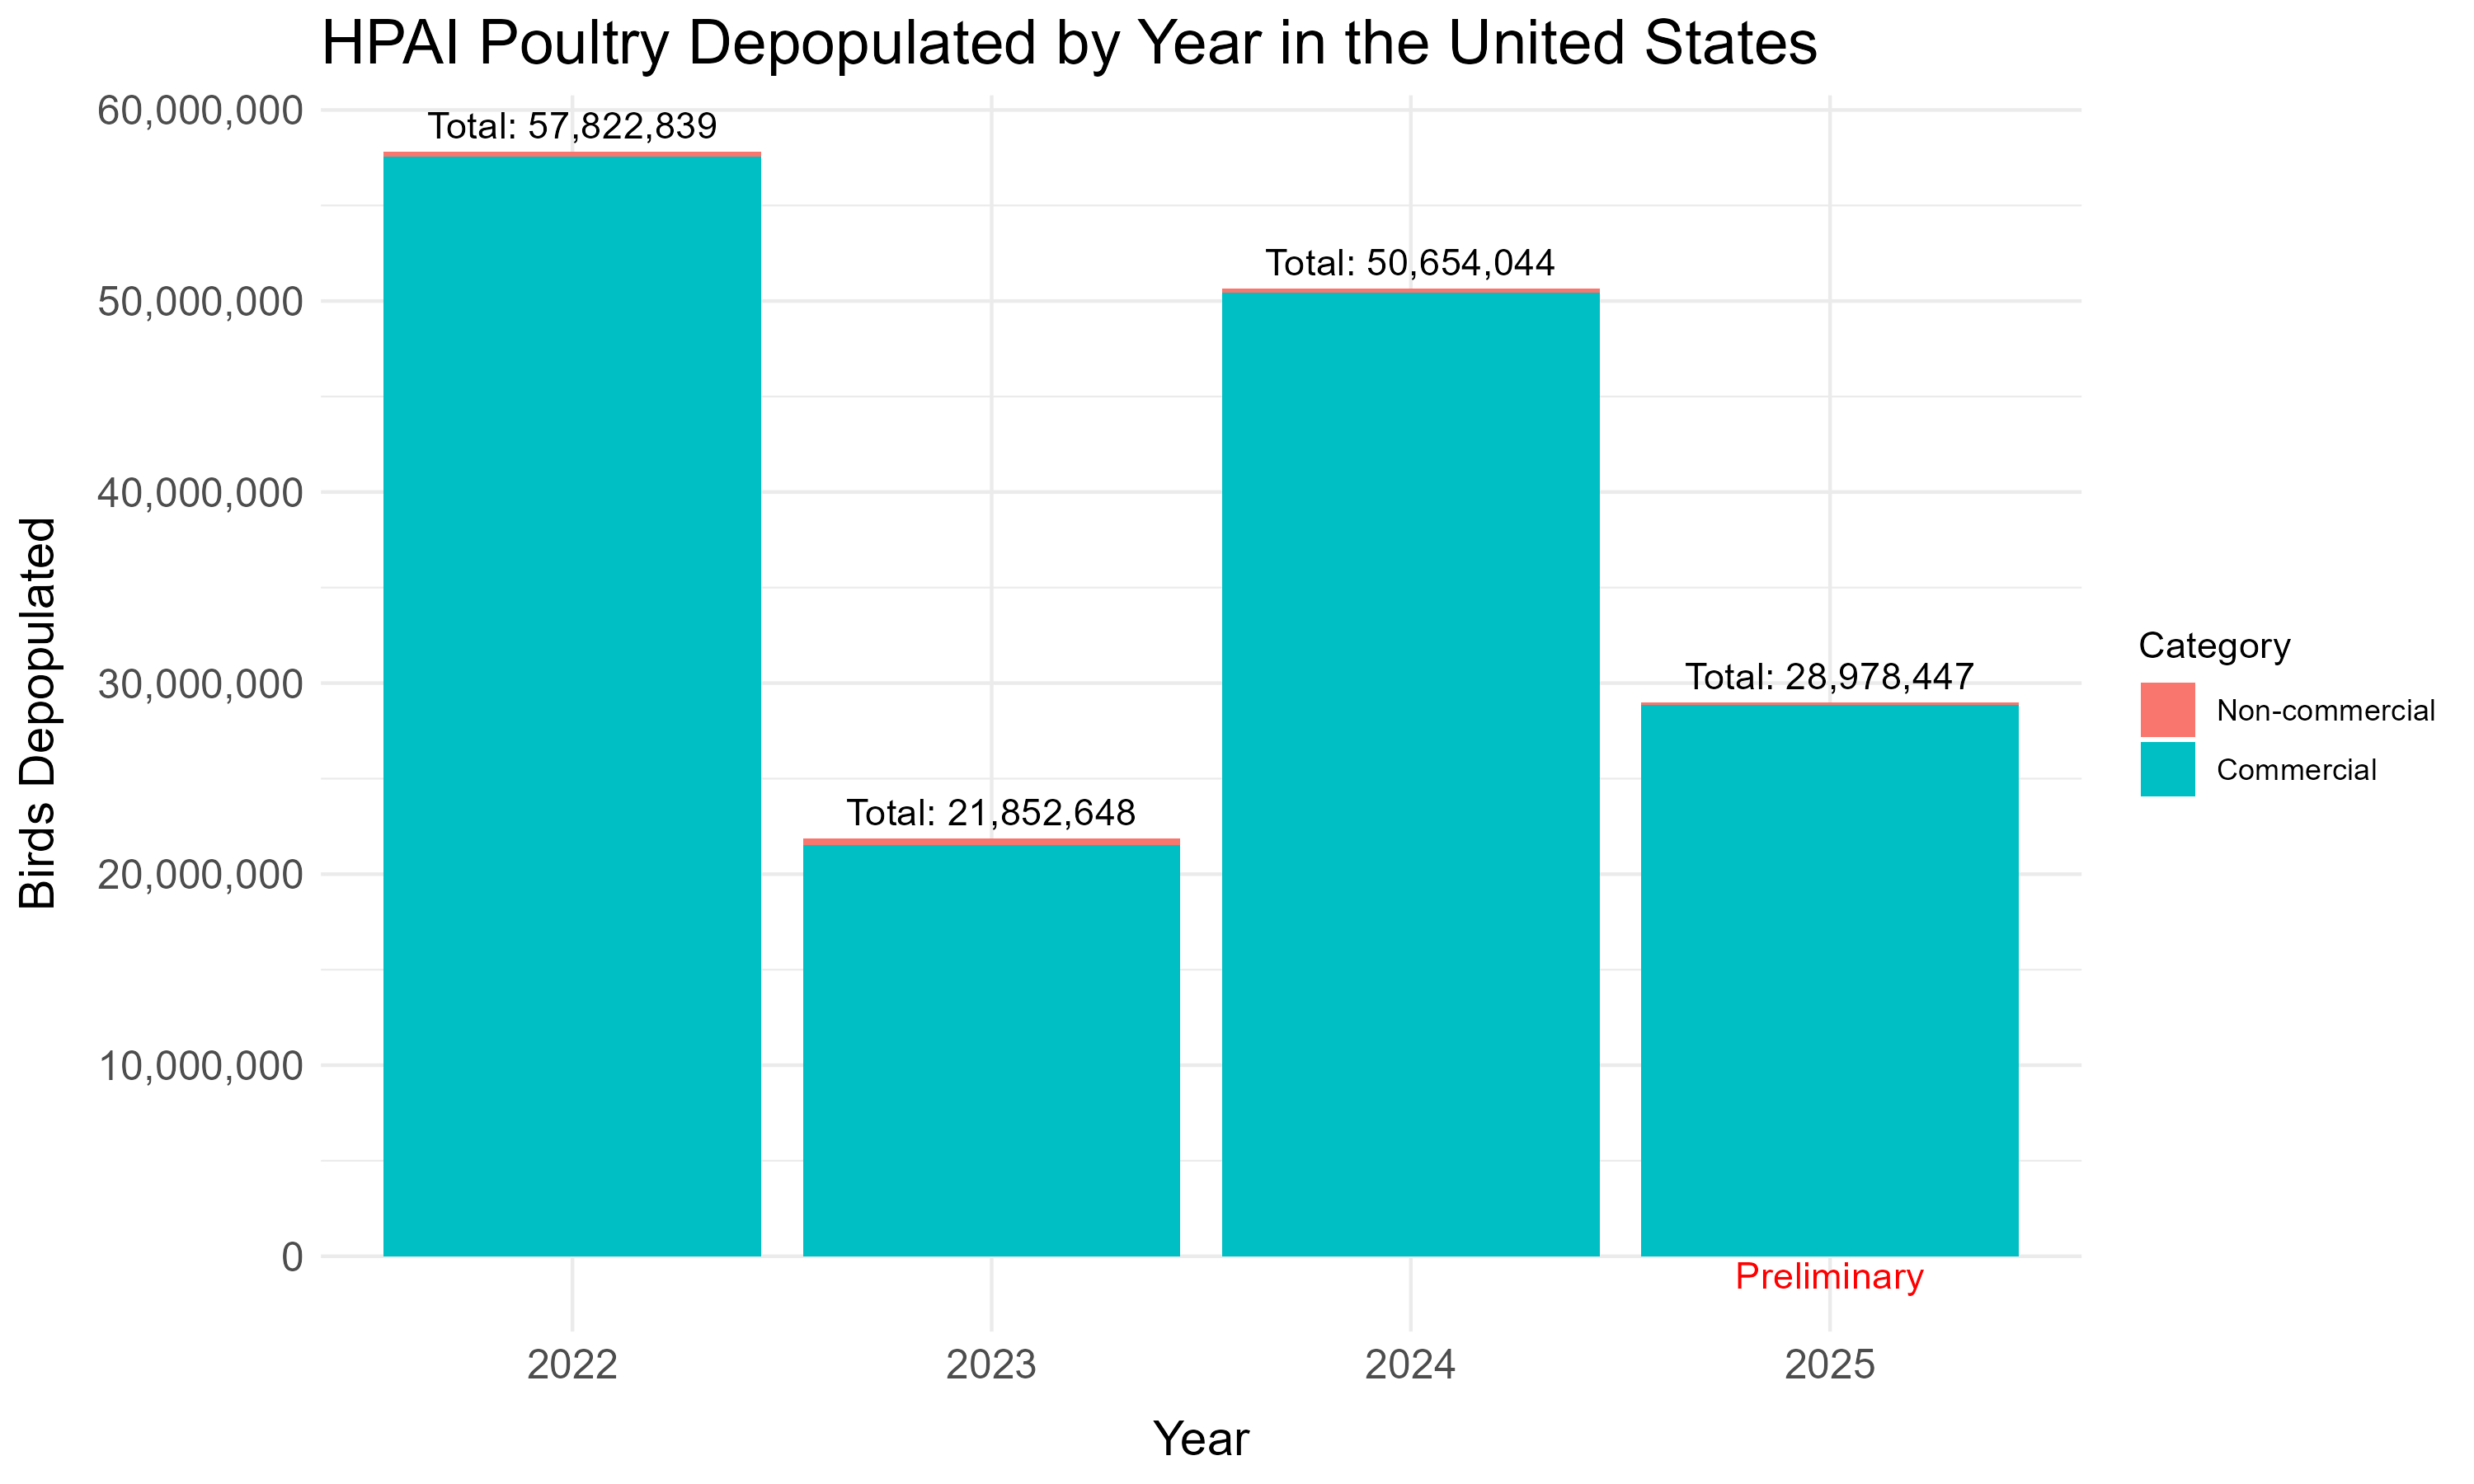 HPAI Poultry Depopulated by Year in the United States
Birds Depopulated
60,000,000
50,000,000
40,000,000
30,000,000
20,000,000
10,000,000
0
Total: 57,822,839
Total: 21,852,648
Total: 50,654,044
Total: 28,978,447
Preliminary
2022
2023
2024
2025
Year
Category
Non-commercial
Commercial